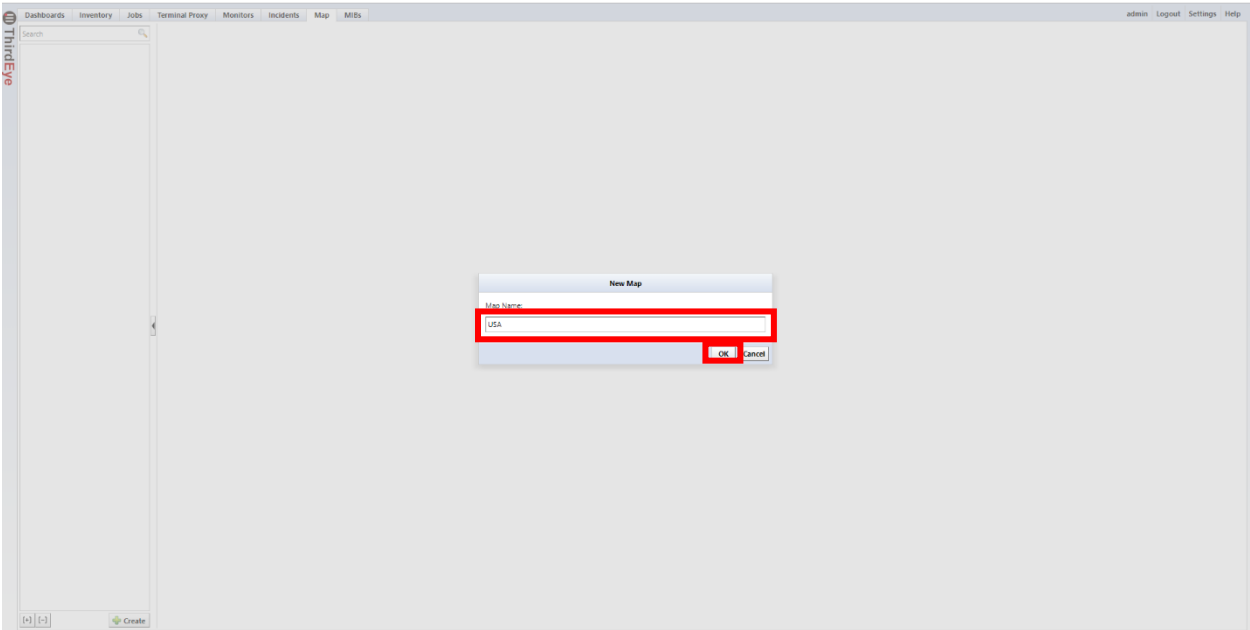 Dashboards Inventory Jobs Terminal Proxy Monitors Incidents Map MIBs admin Logout Settings Help
ThirdEye
Search
New Map
Map Name:
USA
OK Cancel
[+] [-] Create